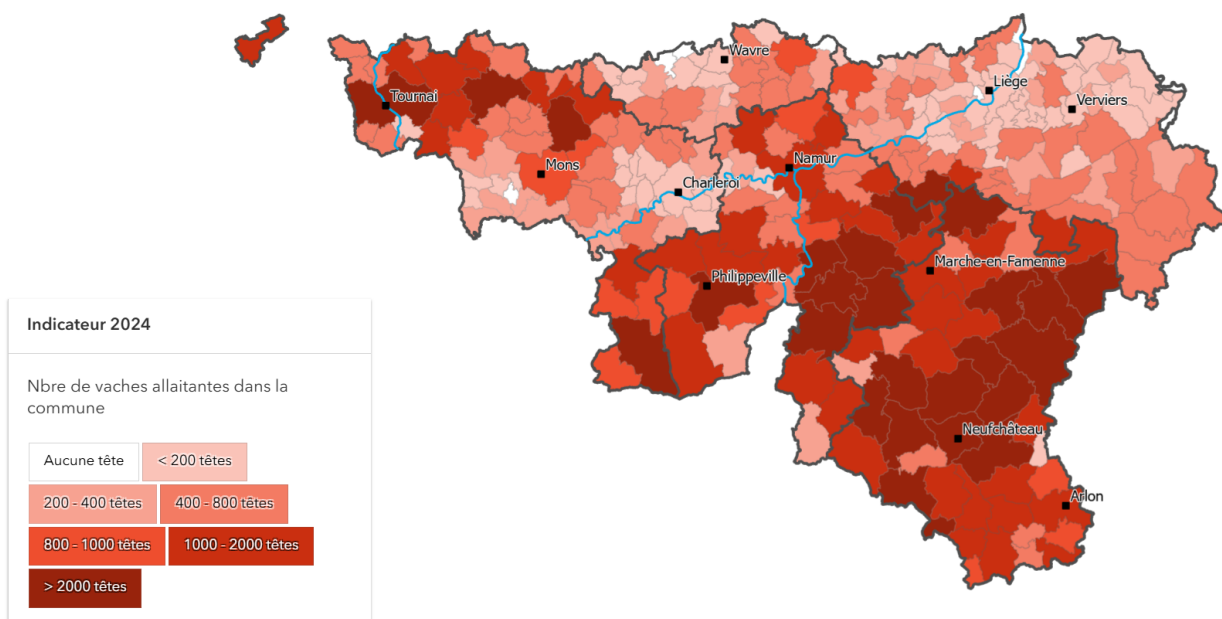 Wavre
Tournai
Liège
Verviers
Mons
Namur
Charleroi
Marche-en-Famenne
Philippeville
Neufchâteau
Arlon
Indicateur 2024
Nbre de vaches allaitantes dans la
commune
Aucune tête
< 200 têtes
200 - 400 têtes
400 - 800 têtes
800 - 1000 têtes
1000 - 2000 têtes
> 2000 têtes